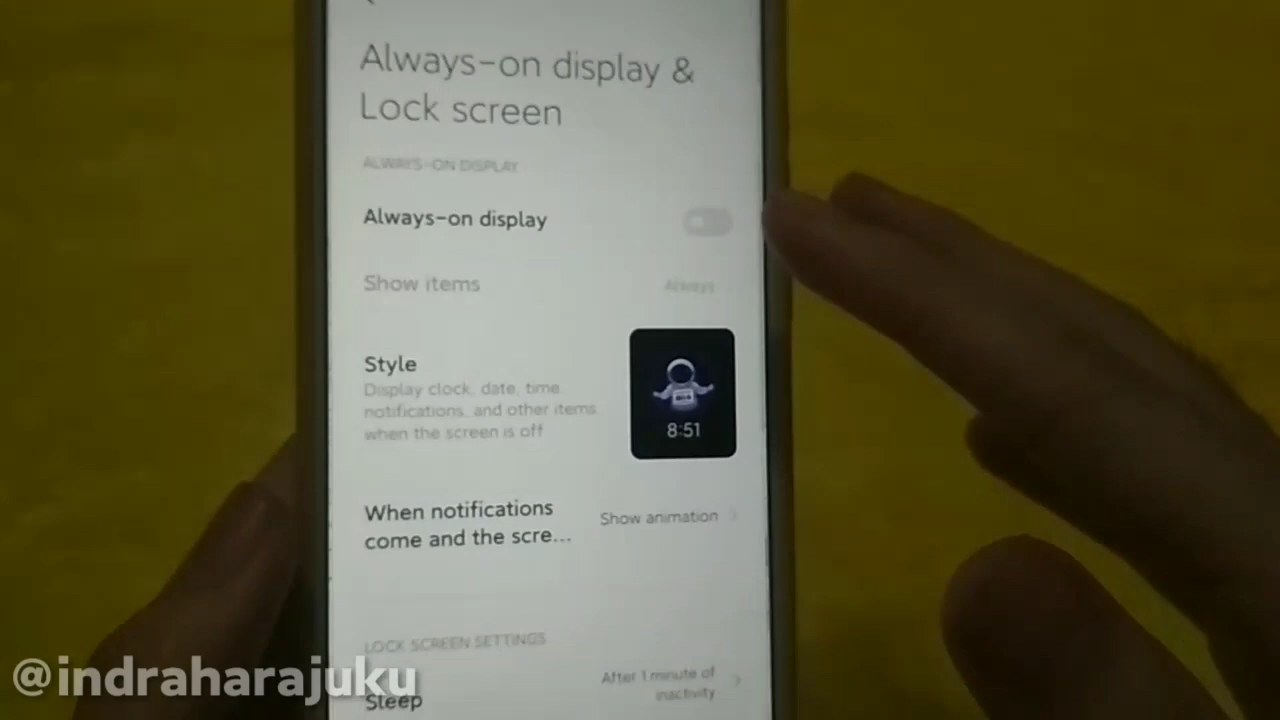 Always-on display &
Lock screen
ALWAYS-ON DISPLAY
Always-on display
Show items
Always
Style
Display clock, date, time,
notifications, and other items
when the screen is off
8:51
When notifications
come and the scre...
Show animation
LOCK SCREEN SETTINGS
Sleep
After 1 minute of
inactivity
@indraharajuku